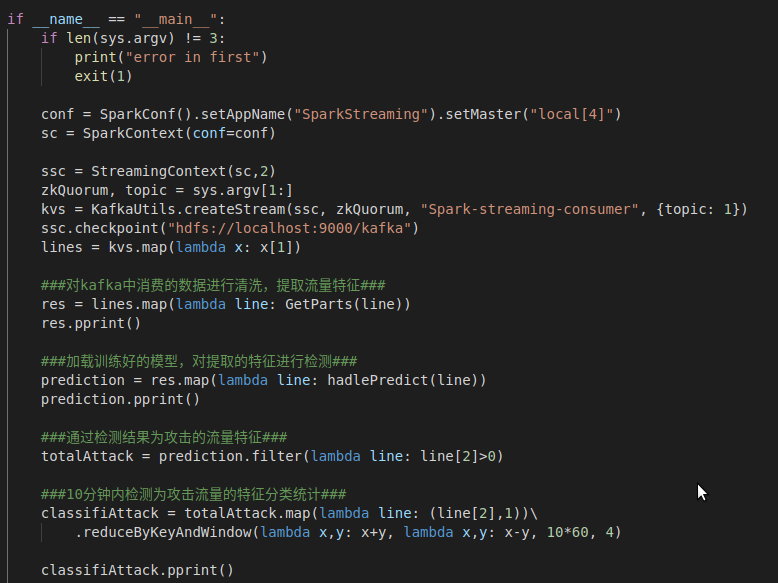 if __name__ == "__main__":
    if len(sys.argv) != 3:
        print("error in first")
        exit(1)
    conf = SparkConf().setAppName("SparkStreaming").setMaster("local[4]")
    sc = SparkContext(conf=conf)
    ssc = StreamingContext(sc,2)
    zkQuorum, topic = sys.argv[1:]
    kvs = KafkaUtils.createStream(ssc, zkQuorum, "Spark-streaming-consumer", {topic: 1})
    ssc.checkpoint("hdfs://localhost:9000/kafka")
    lines = kvs.map(lambda x: x[1])
    ###对kafka中消费的数据进行清洗，提取流量特征###
    res = lines.map(lambda line: GetParts(line))
    res.pprint()
    ###加载训练好的模型，对提取的特征进行检测###
    prediction = res.map(lambda line: hadlePredict(line))
    prediction.pprint()
    ###通过检测结果为攻击的流量特征###
    totalAttack = prediction.filter(lambda line: line[2]>0)
    ###10分钟内检测为攻击流量的特征分类统计###
    classifiAttack = totalAttack.map(lambda line: (line[2],1))\
        .reduceByKeyAndWindow(lambda x,y: x+y, lambda x,y: x-y, 10*60, 4)
    classifiAttack.pprint()